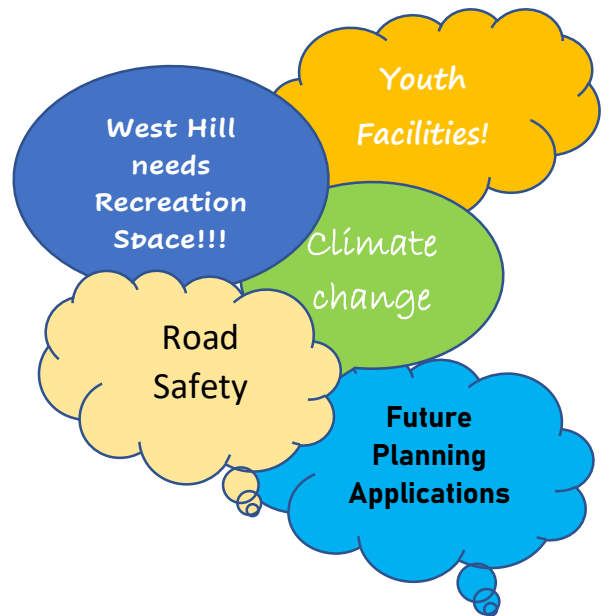 Youth
Facilities!
West Hill
needs
Recreation
Space!!!
Climate
change
Road
Safety
Future
Planning
Applications